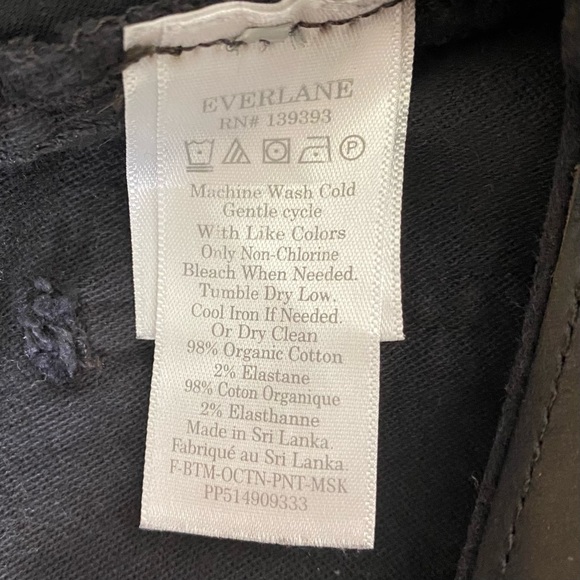 EVERLANE
RN# 139393
P
Machine Wash Cold
Gentle cycle
With Like Colors
Only Non-Chlorine
Bleach When Needed.
Tumble Dry Low.
Cool Iron If Needed.
Or Dry Clean
98% Organic Cotton
2% Elastane
98% Coton Organique
2% Elasthanne
Made in Sri Lanka.
Fabriqué au Sri Lanka.
F-BTM-OCTN-PNT-MSK
PP514909333